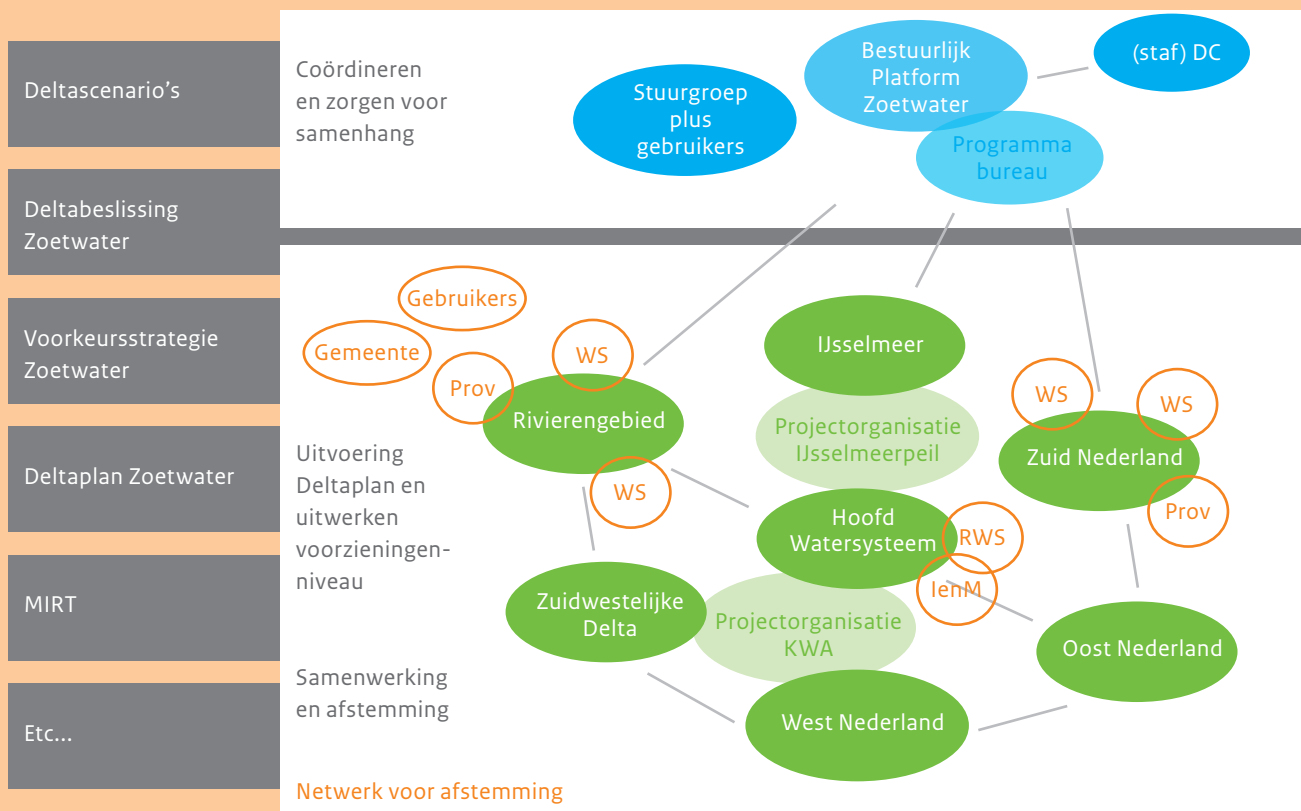 Deltascenario's
Deltabeslissing
Zoetwater
Voorkeursstrategie
Zoetwater
Deltaplan Zoetwater
MIRT
Etc...
Coördineren
en zorgen voor
samenhang
Stuurgroep
plus
gebruikers
Bestuurlijk
Platform
Zoetwater
(staf) DC
Programma
bureau
Uitvoering
Deltaplan en
uitwerken
voorzieningen-
niveau
Samenwerking
en afstemming
Netwerk voor afstemming
Gebruikers
Gemeente
Prov
WS
Rivierengebied
WS
IJsselmeer
Projectorganisatie
IJsselmeerpeil
Hoofd
Watersysteem
RWS
IenM
WS
WS
Zuid Nederland
Prov
Zuidwestelijke
Delta
Projectorganisatie
KWA
Oost Nederland
West Nederland